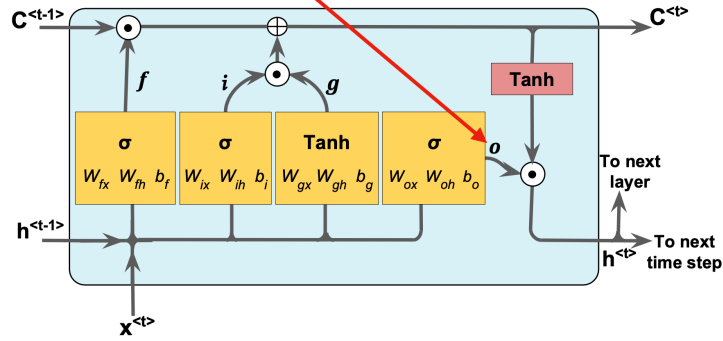 C<t-1>
C<t>
f
i
g
Tanh
σ
W_fx W_fh b_f
σ
W_ix W_ih b_i
Tanh
W_gx W_gh b_g
σ
W_ox W_oh b_o
o
To next
layer
h<t-1>
h<t>
To next
time step
x<t>